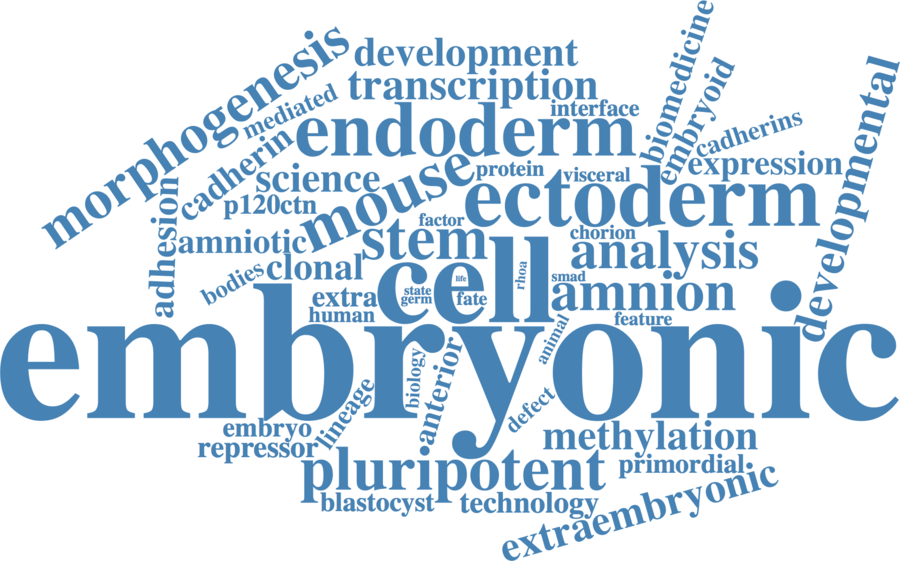 morphogenesis
development
transcription
mediated
interface
biomedicine
embryoid
cadherins
developmental
endoderm
cadherin
science
mouse
protein
visceral
expression
p120ctn
ectoderm
adhesion
amniotic
factor
stem
chorion
analysis
bodies
clonal
cell
life
rhoa
smad
state
germ
fate
extra
amnion
human
feature
animal
embryonic
biology
anterior
lineage
defect
embryo
repressor
methylation
pluripotent
primordial
blastocyst
technology
extraembryonic